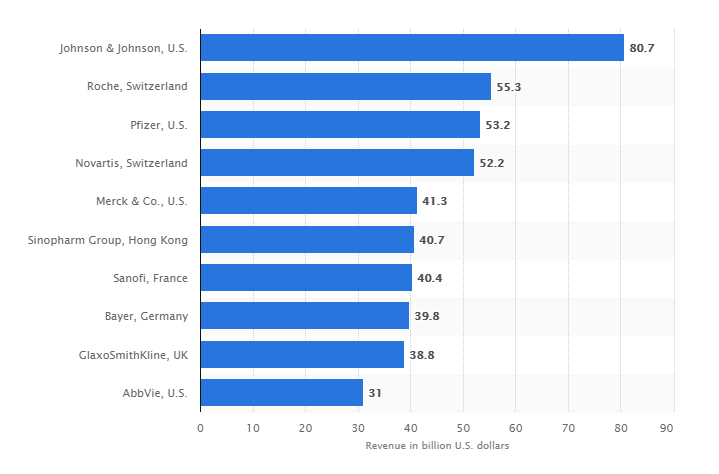 Johnson & Johnson, U.S. 80.7
Roche, Switzerland 55.3
Pfizer, U.S. 53.2
Novartis, Switzerland 52.2
Merck & Co., U.S. 41.3
Sinopharm Group, Hong Kong 40.7
Sanofi, France 40.4
Bayer, Germany 39.8
GlaxoSmithKline, UK 38.8
AbbVie, U.S. 31
0 10 20 30 40 50 60 70 80 90
Revenue in billion U.S. dollars